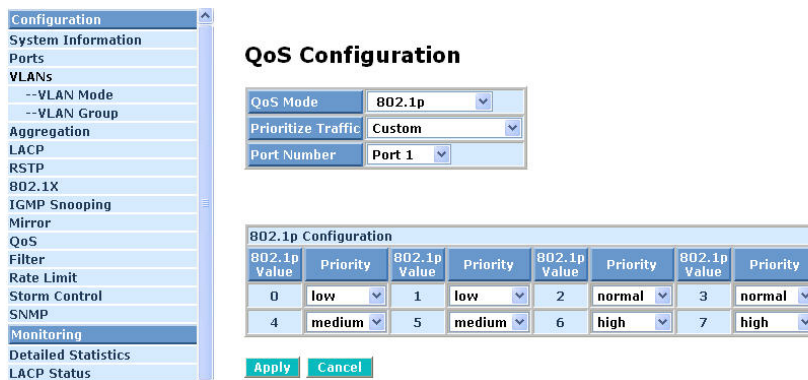 Configuration
System Information
Ports
VLANs
--VLAN Mode
--VLAN Group
Aggregation
LACP
RSTP
802.1X
IGMP Snooping
Mirror
QoS
Filter
Rate Limit
Storm Control
SNMP
Monitoring
Detailed Statistics
LACP Status
QoS Configuration
QoS Mode 802.1p
Prioritize Traffic Custom
Port Number Port 1
802.1p Configuration
802.1p Value Priority 802.1p Value Priority 802.1p Value Priority 802.1p Value Priority
0 low 1 low 2 normal 3 normal
4 medium 5 medium 6 high 7 high
Apply Cancel